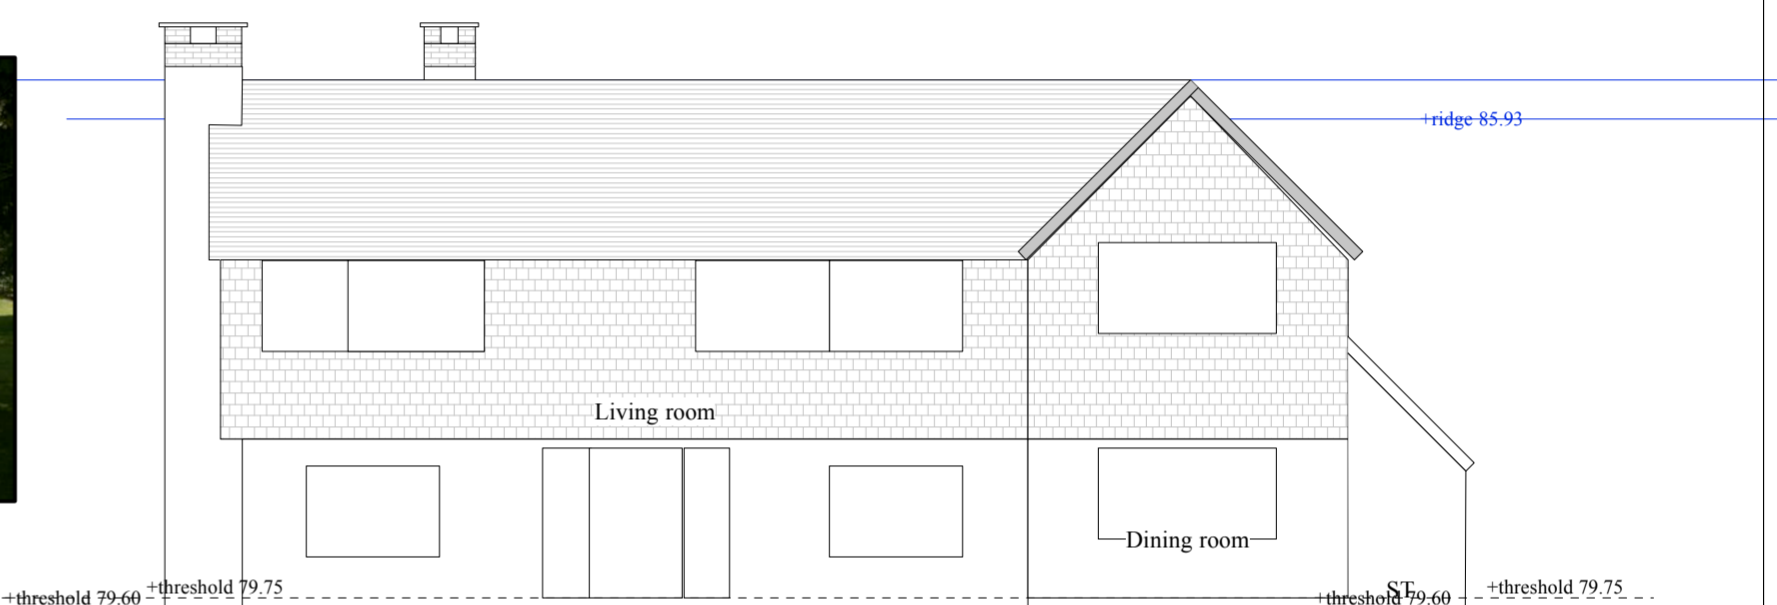 +ridge 85.93
Living room
Dining room
+threshold 79.75
+threshold 79.60
ST
+threshold 79.60
+threshold 79.75